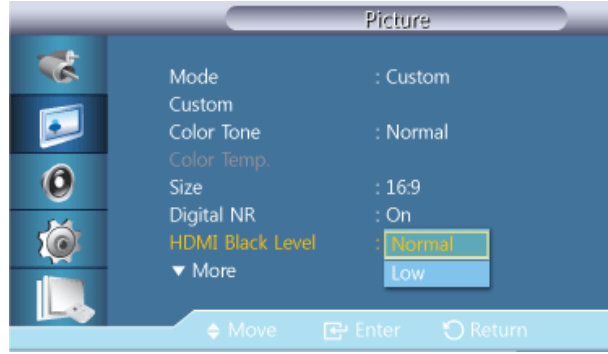 Picture
Mode : Custom
Custom
Color Tone : Normal
Color Temp.
Size : 16:9
Digital NR : On
HDMI Black Level : Normal
Low
▼ More
Move Enter Return